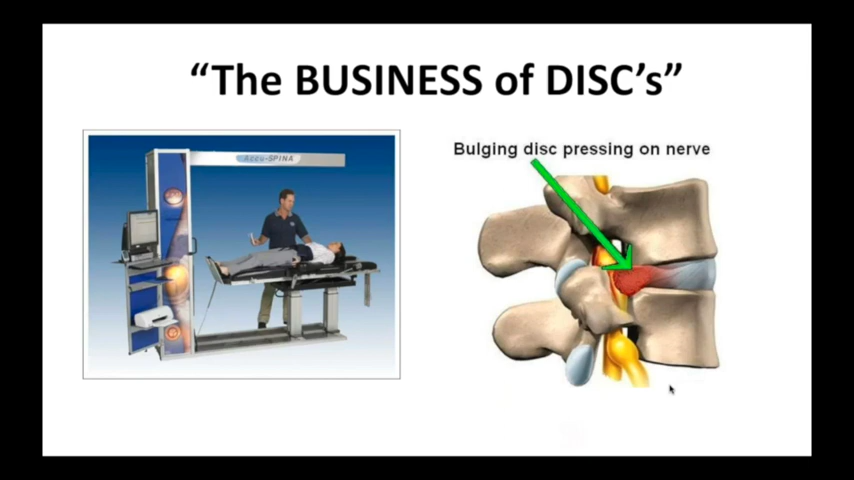 “The BUSINESS of DISC’s”
Accu-SPINA
Bulging disc pressing on nerve